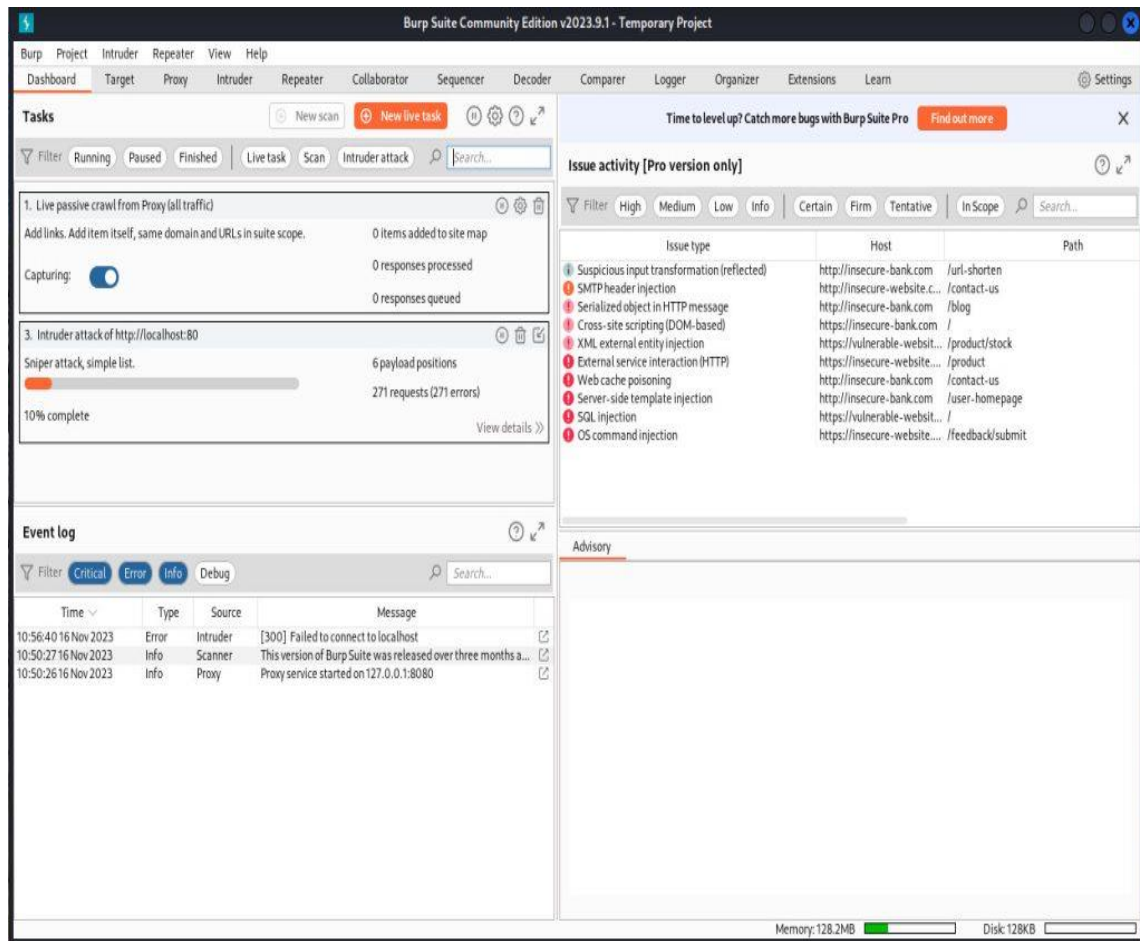 Burp Suite Community Edition v2023.9.1 - Temporary Project
Burp Project Intruder Repeater View Help
Dashboard Target Proxy Intruder Repeater Collaborator Sequencer Decoder Comparer Logger Organizer Extensions Learn Settings
Tasks
New scan
New live task
Filter Running Paused Finished Live task Scan Intruder attack Search...
1. Live passive crawl from Proxy (all traffic)
Add links. Add item itself, same domain and URLs in suite scope.
0 items added to site map
Capturing:
0 responses processed
0 responses queued
3. Intruder attack of http://localhost:80
Sniper attack, simple list.
6 payload positions
271 requests (271 errors)
10% complete
View details
Event log
Filter Critical Error Info Debug Search...
Time Type Source Message
10:56:40 16 Nov 2023 Error Intruder [300] Failed to connect to localhost
10:50:27 16 Nov 2023 Info Scanner This version of Burp Suite was released over three months a...
10:50:26 16 Nov 2023 Info Proxy Proxy service started on 127.0.0.1:8080
Time to level up? Catch more bugs with Burp Suite Pro Find out more
Issue activity [Pro version only]
Filter High Medium Low Info Certain Firm Tentative In Scope Search...
Issue type Host Path
Suspicious input transformation (reflected) http://insecure-bank.com /url-shorten
SMTP header injection http://insecure-website.c... /contact-us
Serialized object in HTTP message http://insecure-bank.com /blog
Cross-site scripting (DOM-based) https://insecure-bank.com /
XML external entity injection https://vulnerable-websit... /product/stock
External service interaction (HTTP) https://insecure-website.... /product
Web cache poisoning http://insecure-bank.com /contact-us
Server-side template injection http://insecure-bank.com /user-homepage
SQL injection https://vulnerable-websit... /
OS command injection https://insecure-website.... /feedback/submit
Advisory
Memory: 128.2MB Disk: 128KB